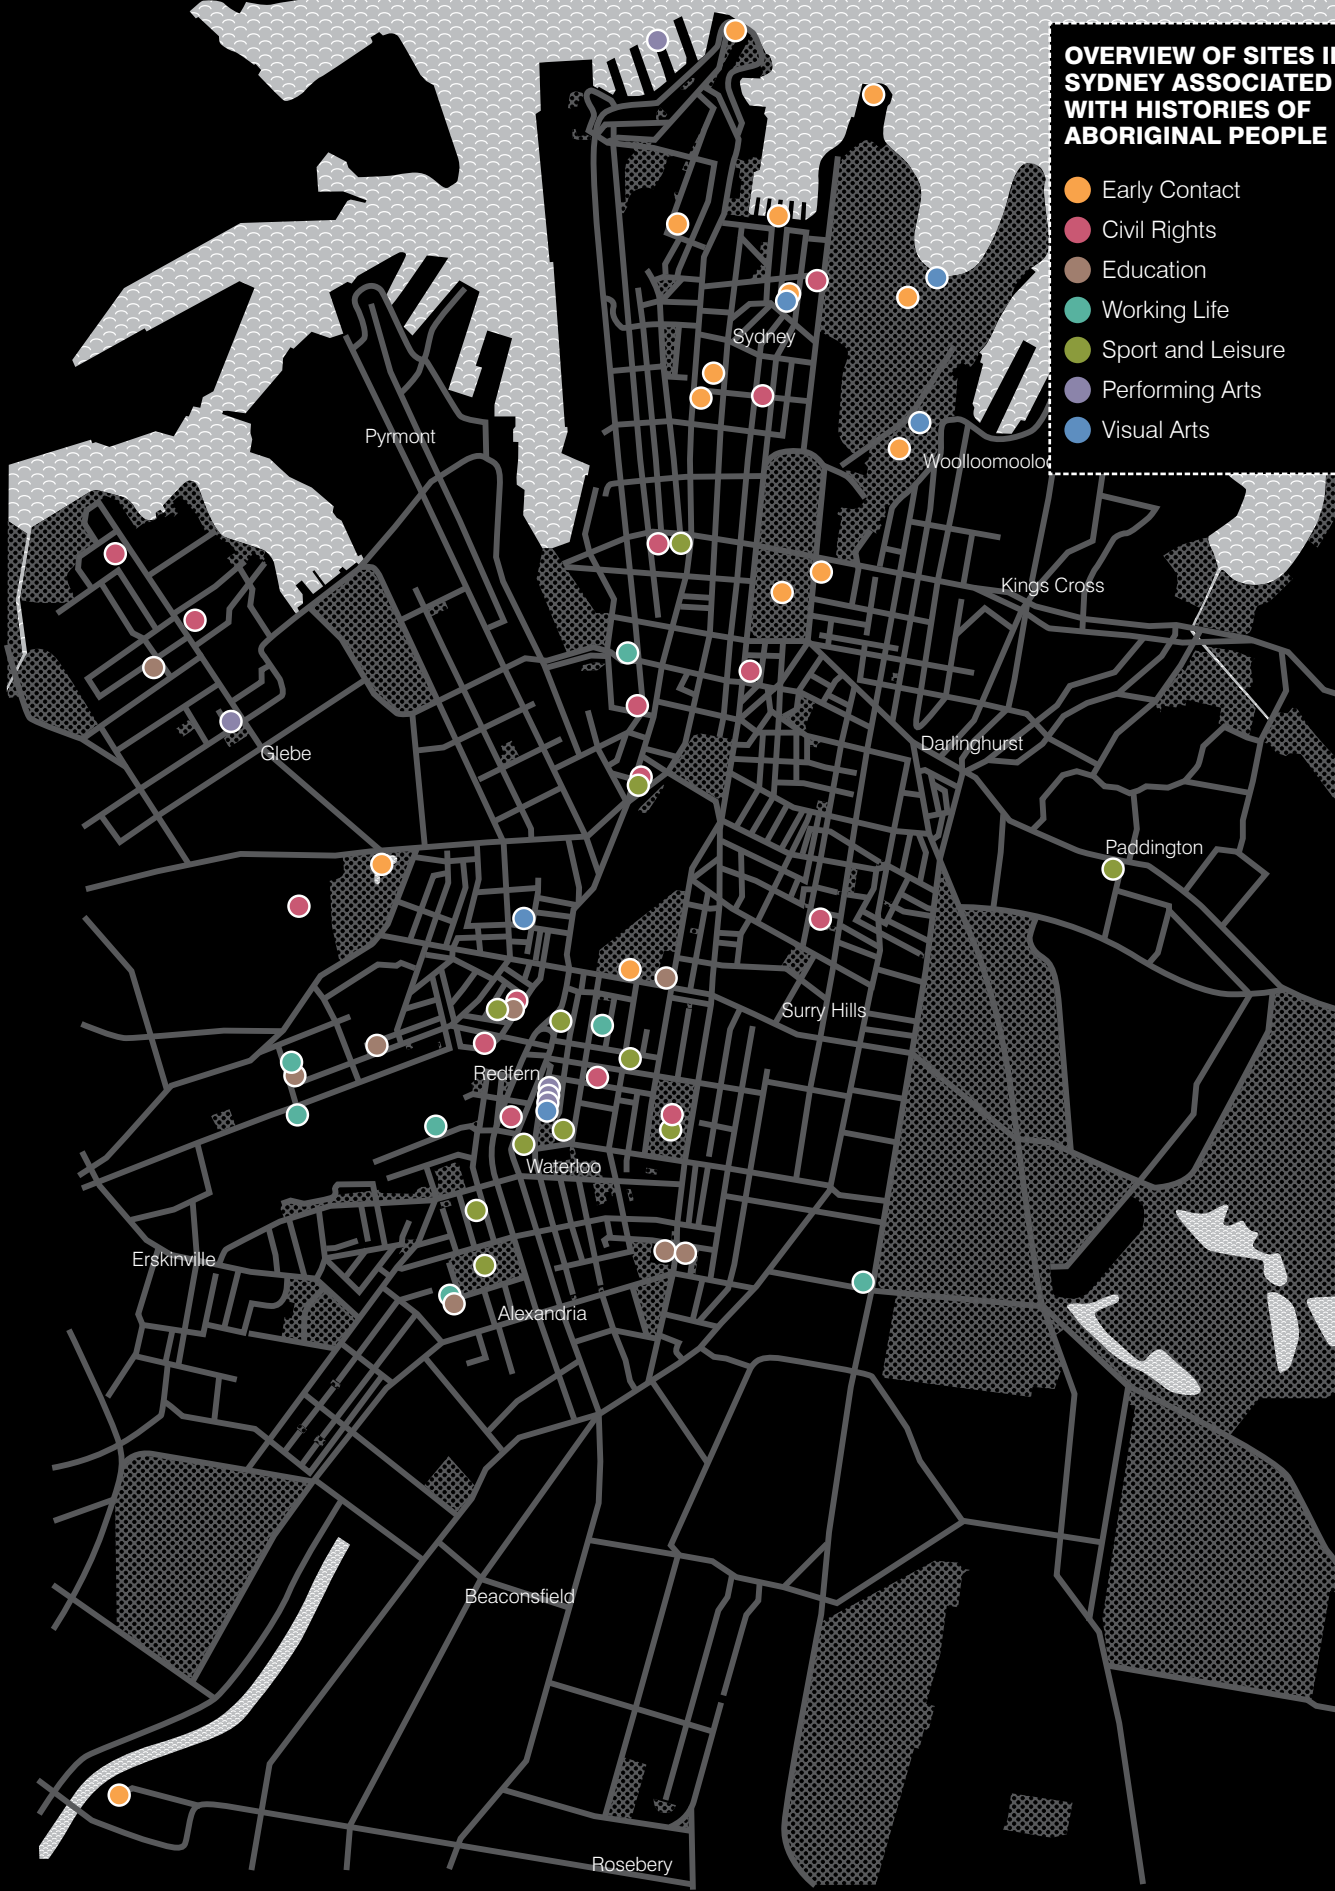 OVERVIEW OF SITES I
SYDNEY ASSOCIATED
WITH HISTORIES OF
ABORIGINAL PEOPLE
Early Contact
Civil Rights
Education
Working Life
Sport and Leisure
Performing Arts
Visual Arts
Sydney
Pyrmont
Woolloomooloo
Kings Cross
Darlinghurst
Glebe
Paddington
Surry Hills
Redfern
Waterloo
Erskinville
Alexandria
Beaconsfield
Rosebery